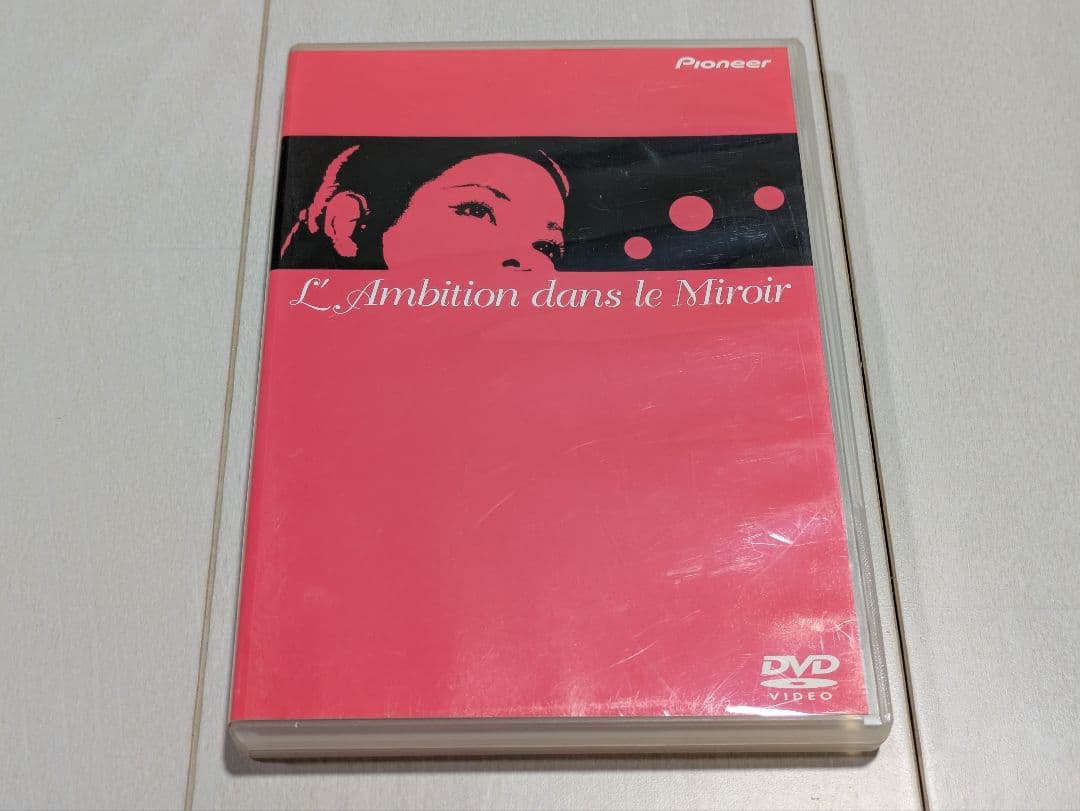 Pioneer
L'Ambition dans le Miroir
DVD
VIDEO